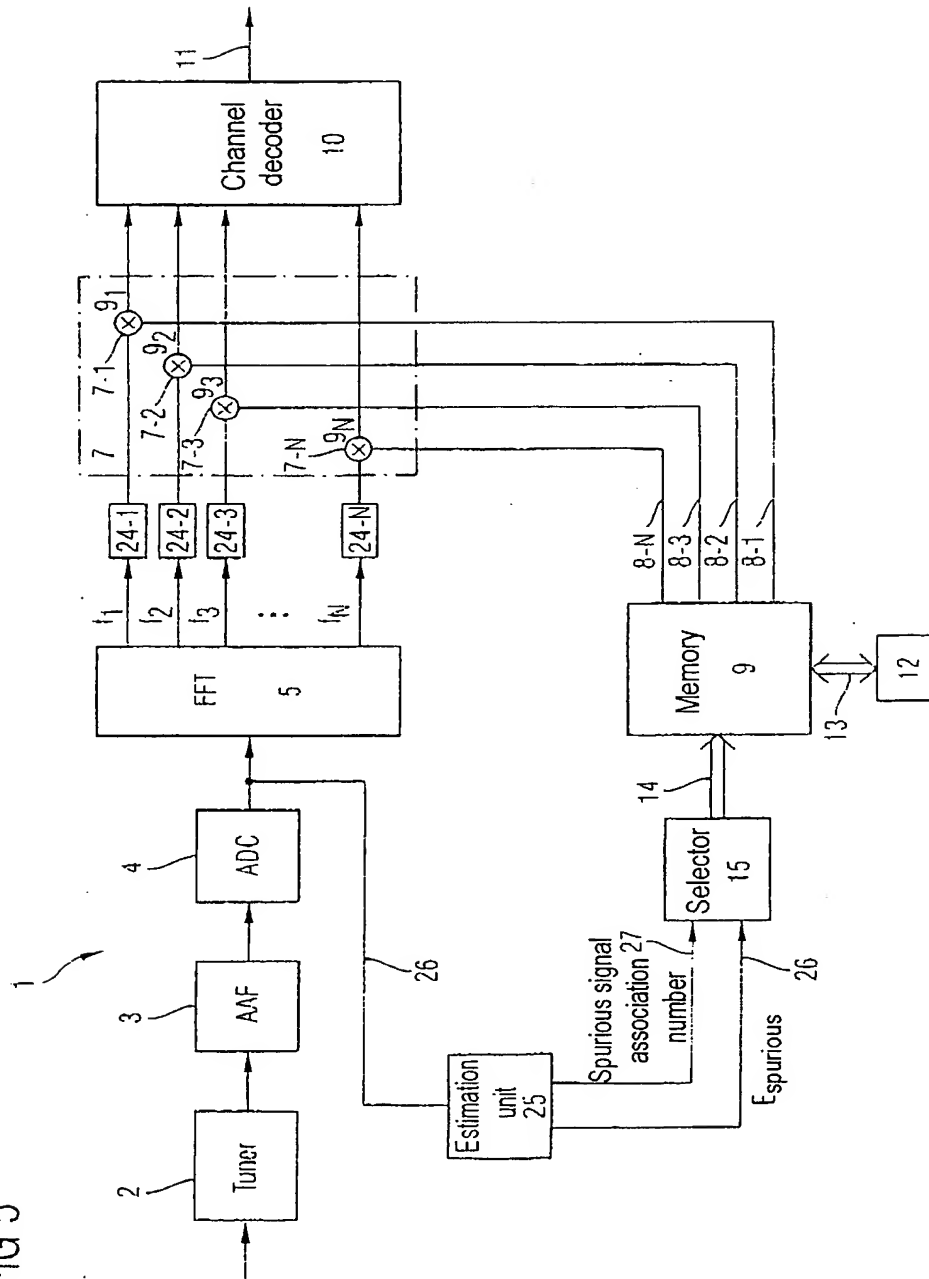 1
2
Tuner
3
AAF
4
ADC
FFT
5
f1
f2
f3
...
fN
24-1
24-2
24-3
24-N
7
7-1
7-2
7-3
7-N
91
92
93
9N
Channel
decoder
10
11
26
Estimation
unit
25
Spurious signal
association
number
27
Espurious
26
Selector
15
14
Memory
9
8-N
8-3
8-2
8-1
13
12